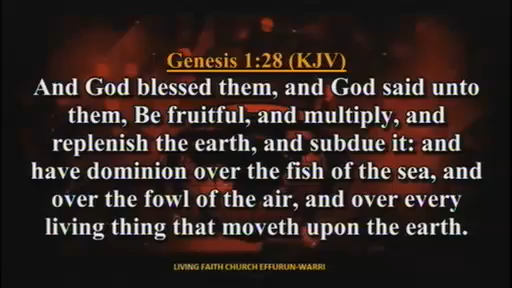 Genesis 1:28 (KJV)
And God blessed them, and God said unto
them, Be fruitful, and multiply, and
replenish the earth, and subdue it: and
have dominion over the fish of the sea, and
over the fowl of the air, and over every
living thing that moveth upon the earth.
LIVING FAITH CHURCH EFFURUN-WARRI